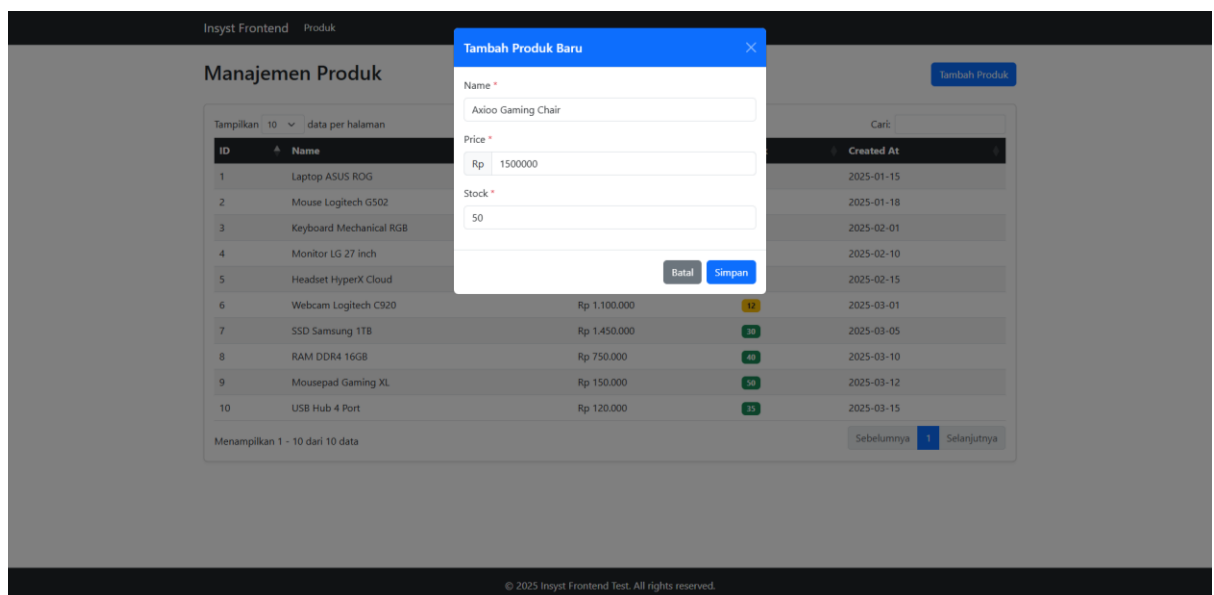 Insyst Frontend Produk
Tambah Produk Baru
Manajemen Produk
Tambah Produk
Name *
Axioo Gaming Chair
Price *
Rp 1500000
Stock *
50
Batal Simpan
Tampilkan 10 data per halaman
Cari:
ID Name Created At
1 Laptop ASUS ROG 2025-01-15
2 Mouse Logitech G502 2025-01-18
3 Keyboard Mechanical RGB 2025-02-01
4 Monitor LG 27 inch 2025-02-10
5 Headset HyperX Cloud 2025-02-15
6 Webcam Logitech C920 Rp 1.100.000 12 2025-03-01
7 SSD Samsung 1TB Rp 1.450.000 30 2025-03-05
8 RAM DDR4 16GB Rp 750.000 40 2025-03-10
9 Mousepad Gaming XL Rp 150.000 50 2025-03-12
10 USB Hub 4 Port Rp 120.000 35 2025-03-15
Menampilkan 1 - 10 dari 10 data
Sebelumnya 1 Selanjutnya
© 2025 Insyst Frontend Test. All rights reserved.